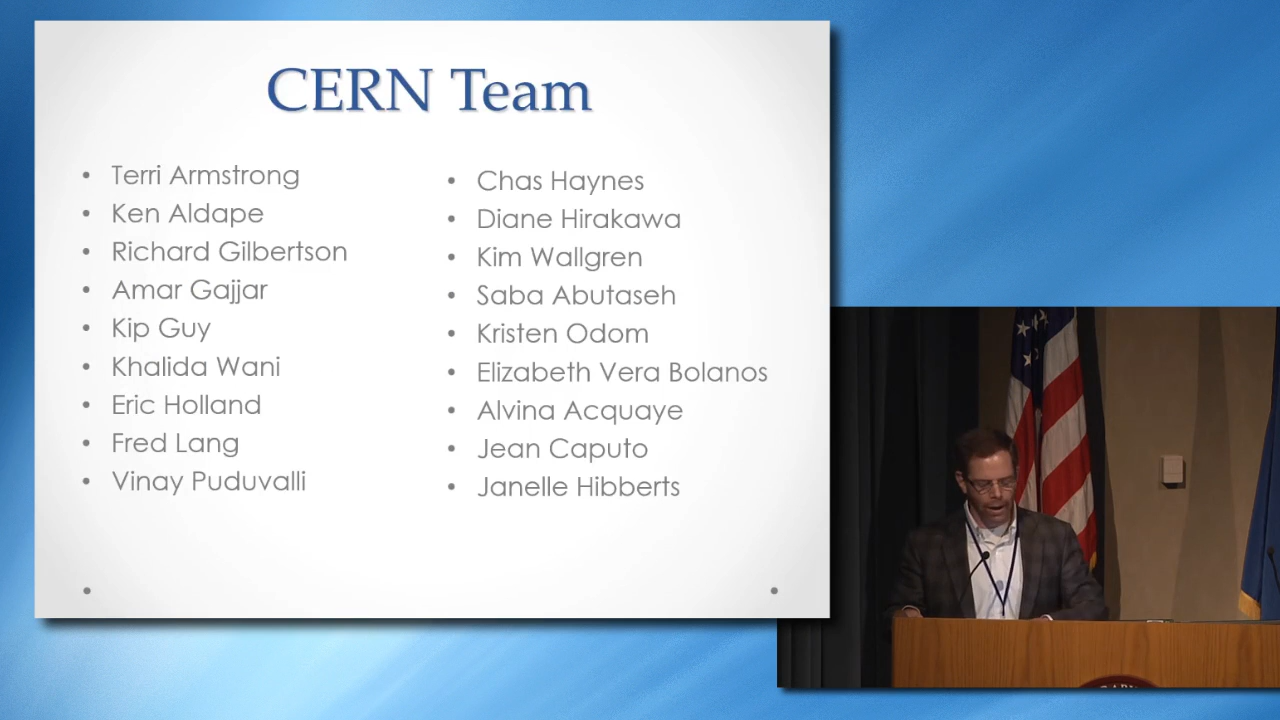 CERN Team
• Terri Armstrong
• Ken Aldape
• Richard Gilbertson
• Amar Gajjar
• Kip Guy
• Khalida Wani
• Eric Holland
• Fred Lang
• Vinay Puduvalli
• Chas Haynes
• Diane Hirakawa
• Kim Wallgren
• Saba Abutaseh
• Kristen Odom
• Elizabeth Vera Bolanos
• Alvina Acquaye
• Jean Caputo
• Janelle Hibberts